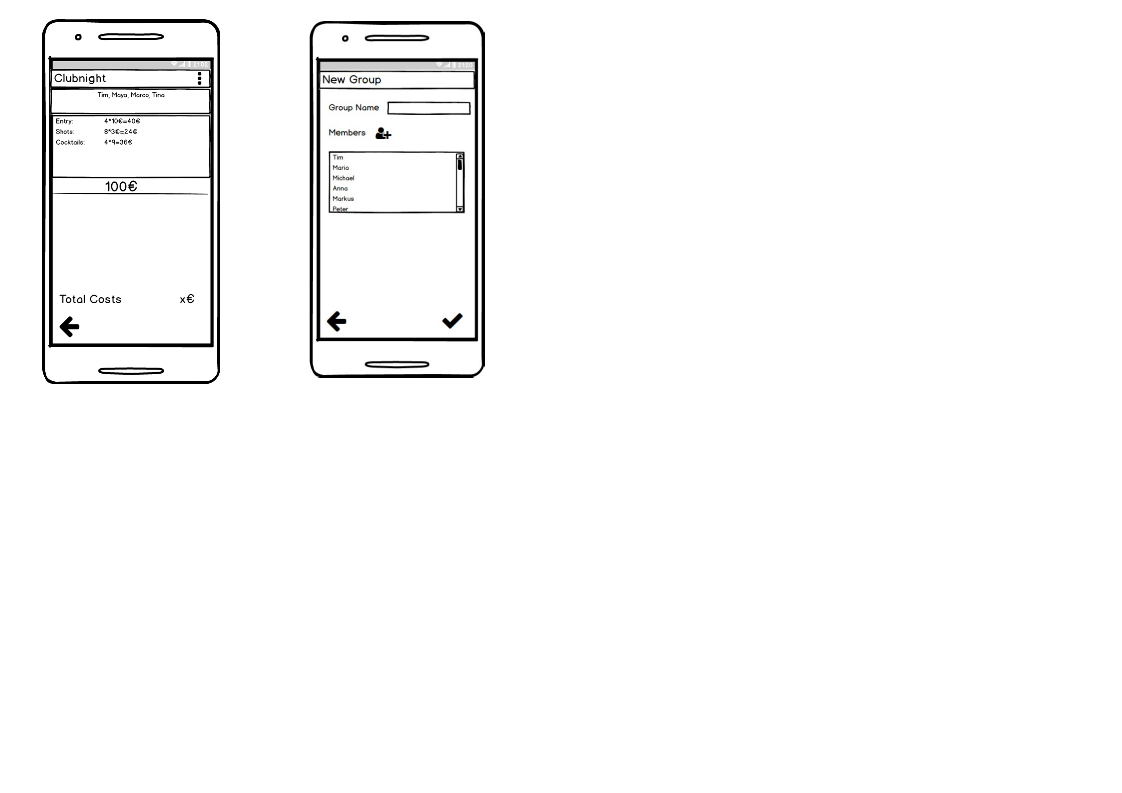 Clubnight
Tim, Maya, Marco, Tina
Entry: 4*10€=40€
Shots: 8*3€=24€
Cocktails: 4*9=36€
100€
Total Costs x€
New Group
Group Name
Members
Tim
Mario
Michael
Anna
Markus
Peter